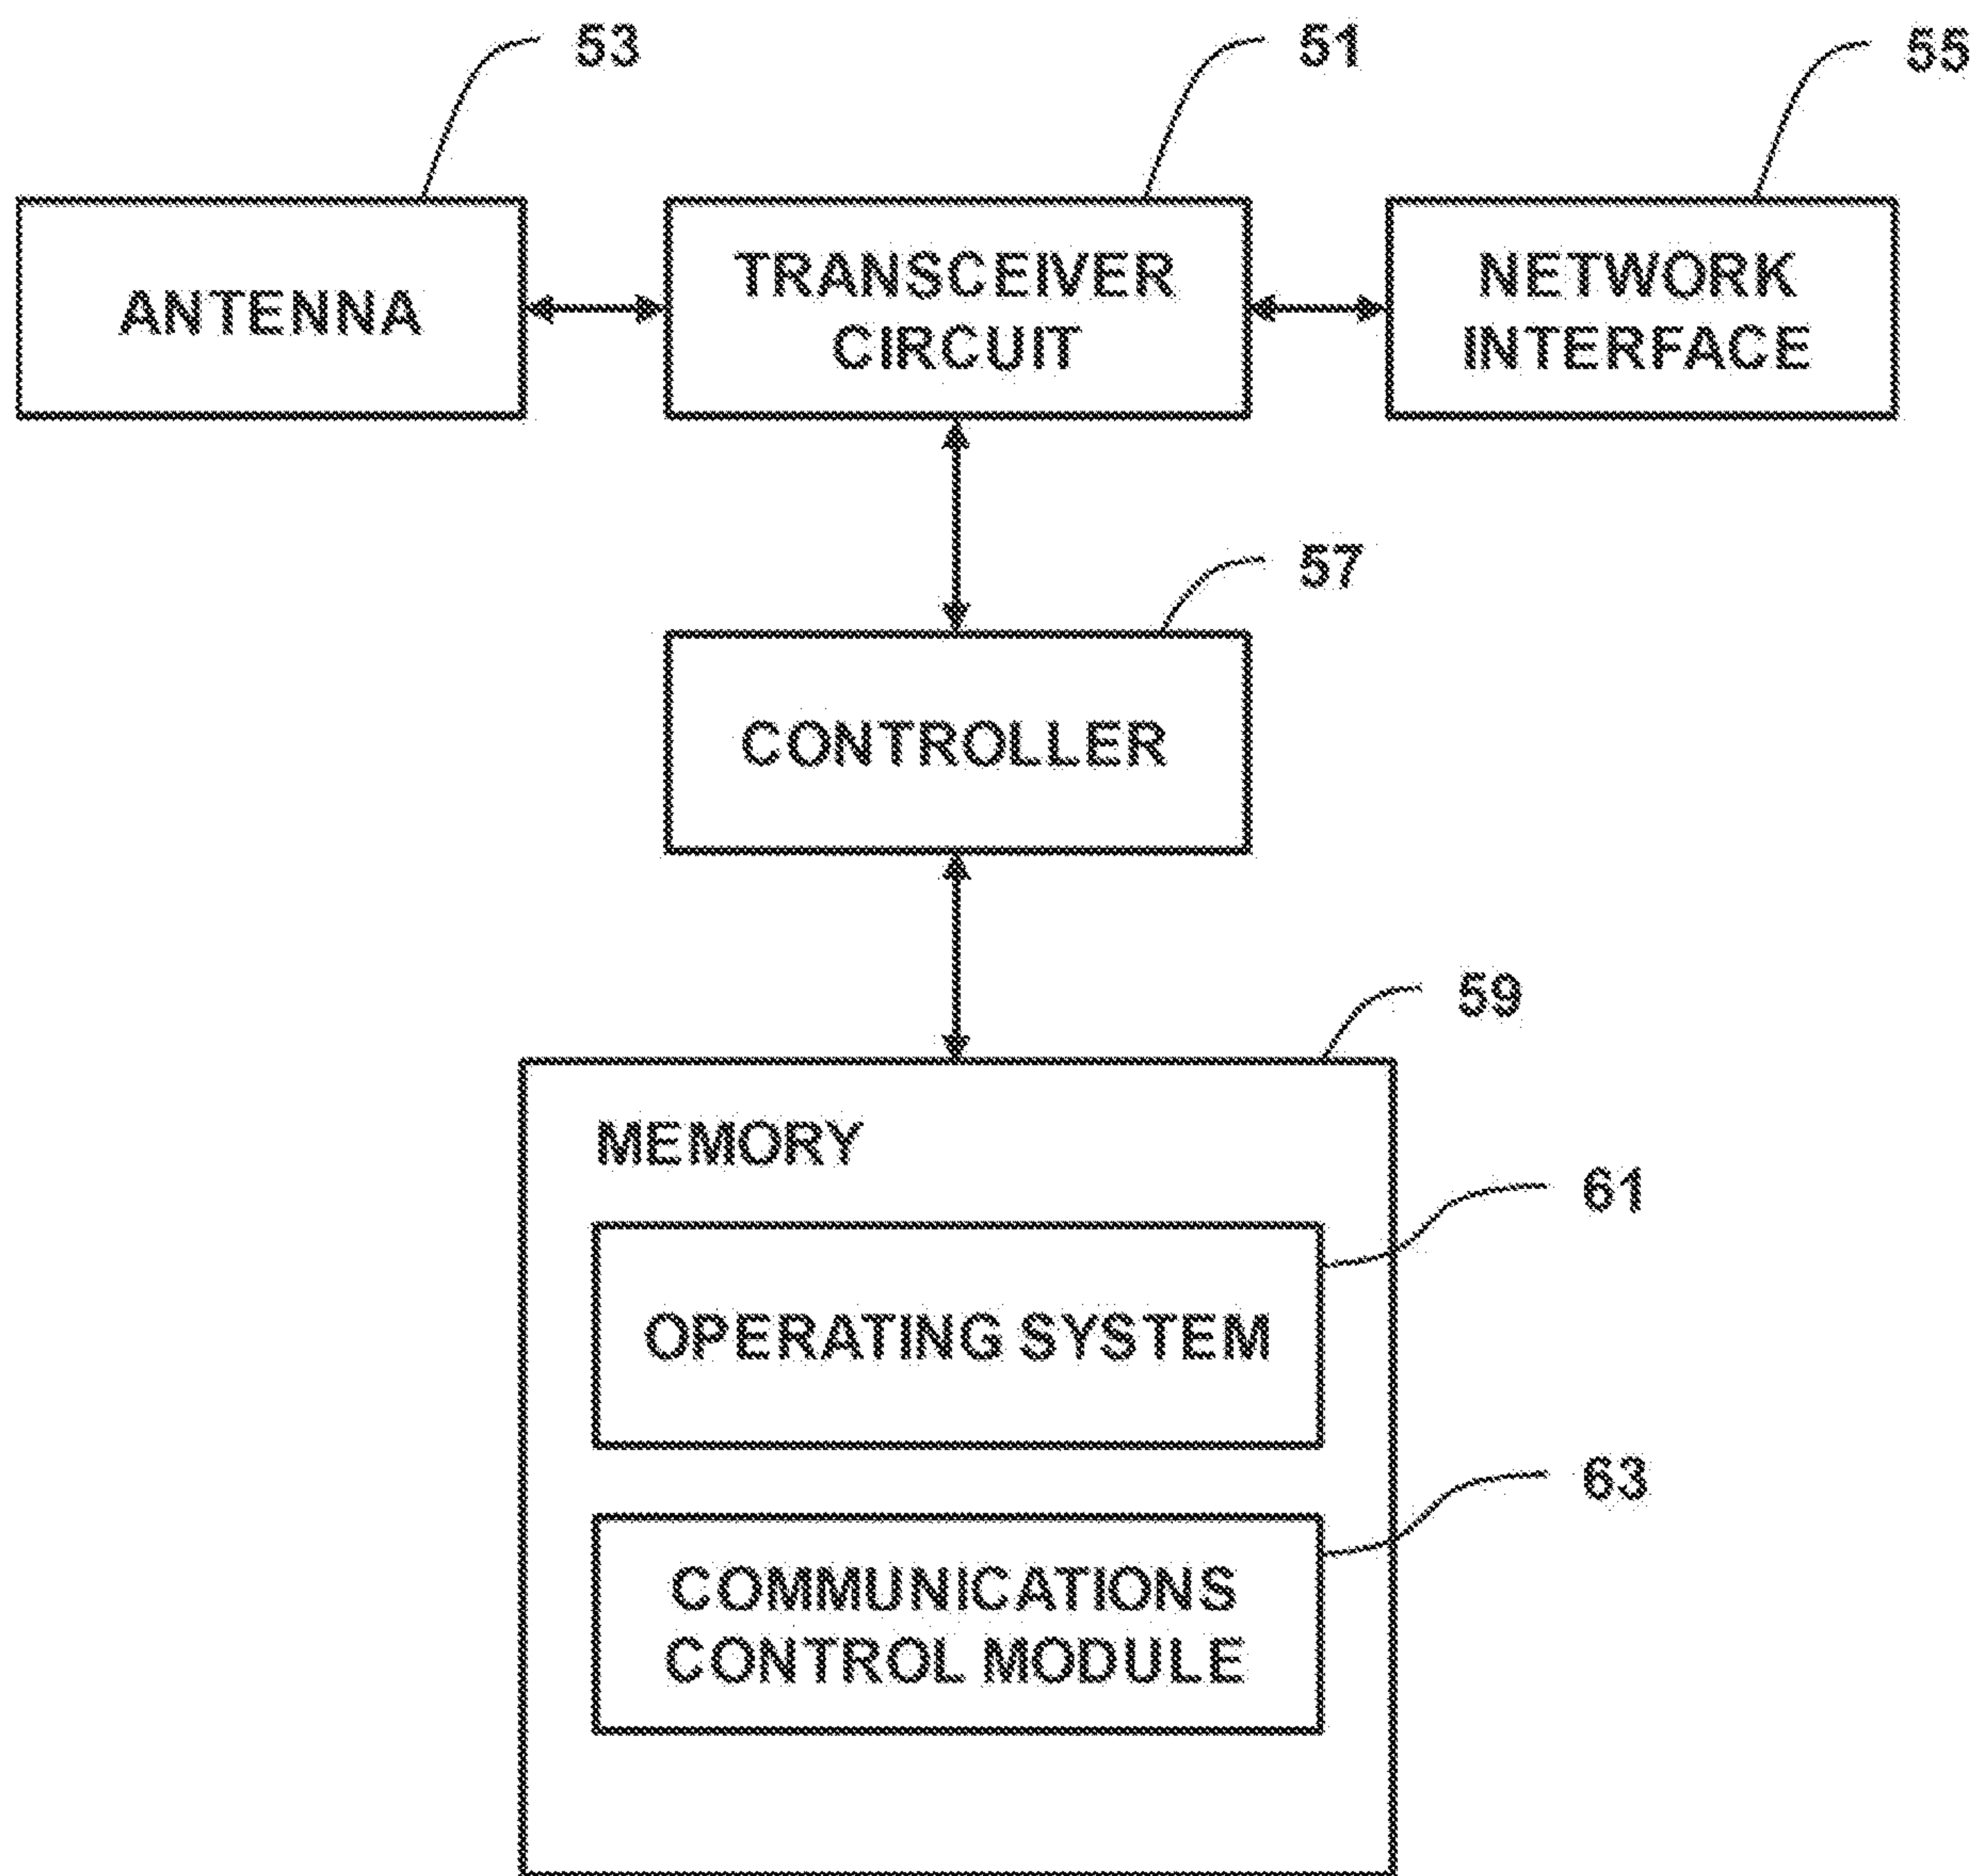 53
51
55
ANTENNA
TRANSCEIVER
CIRCUIT
NETWORK
INTERFACE
57
CONTROLLER
59
MEMORY
61
OPERATING SYSTEM
63
COMMUNICATIONS
CONTROL MODULE